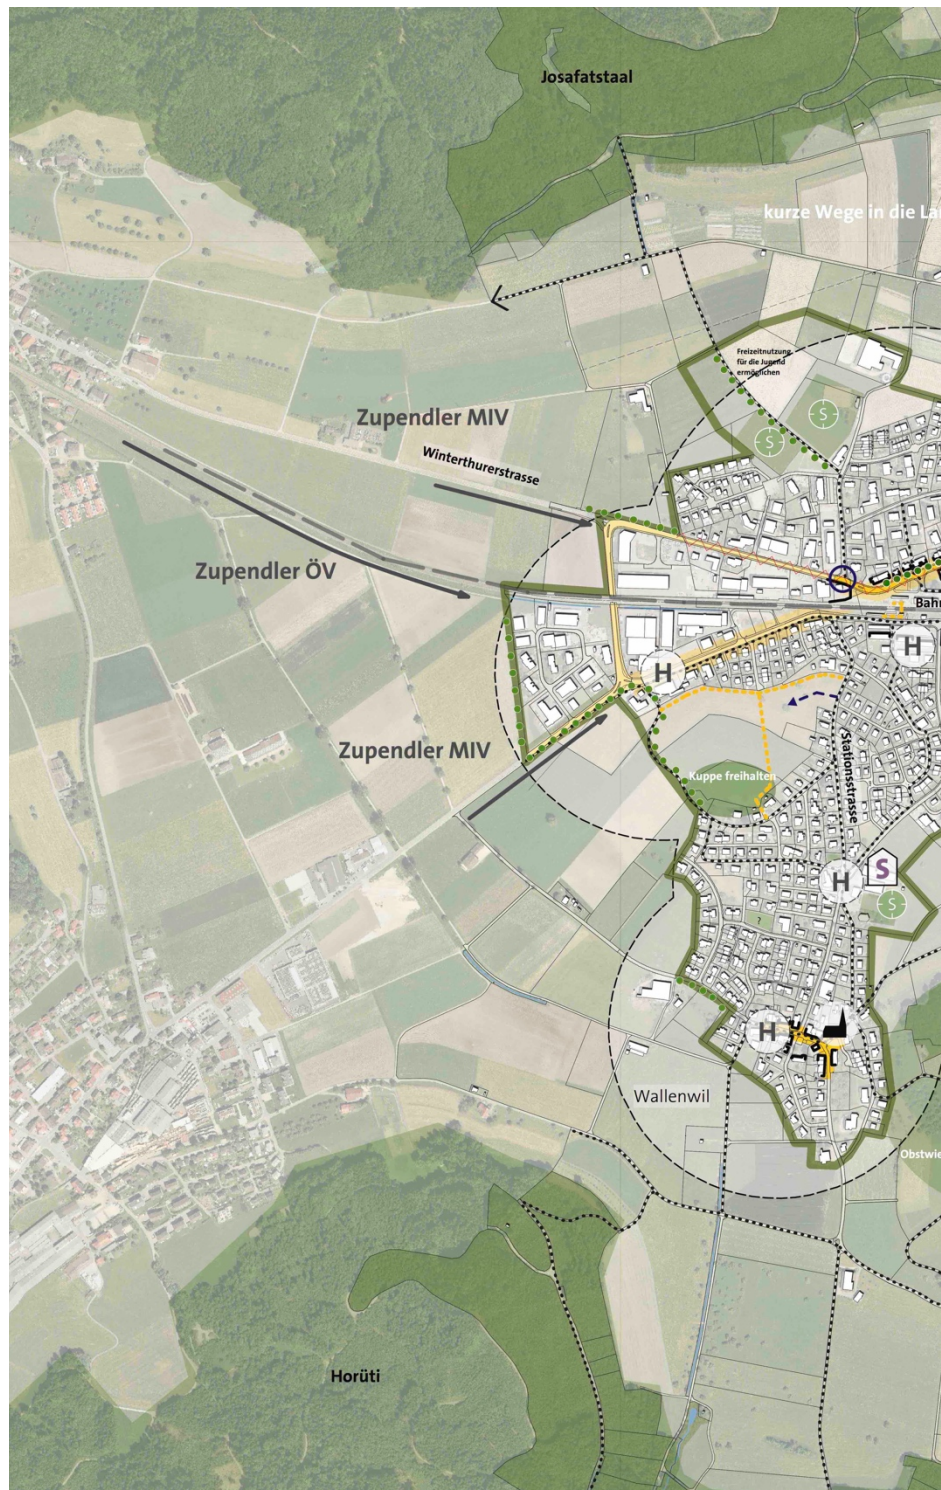 Josafatstaal
kurze Wege in die La
Freizeitnutzung
für die Jugend
ermöglichen
S
S
Zupendler MIV
Winterthurerstrasse
Zupendler ÖV
Bahn
H
H
Zupendler MIV
Kuppe freihalten
Stationsstrasse
H
S
S
?
H
Wallenwil
Obstwie
Horüti